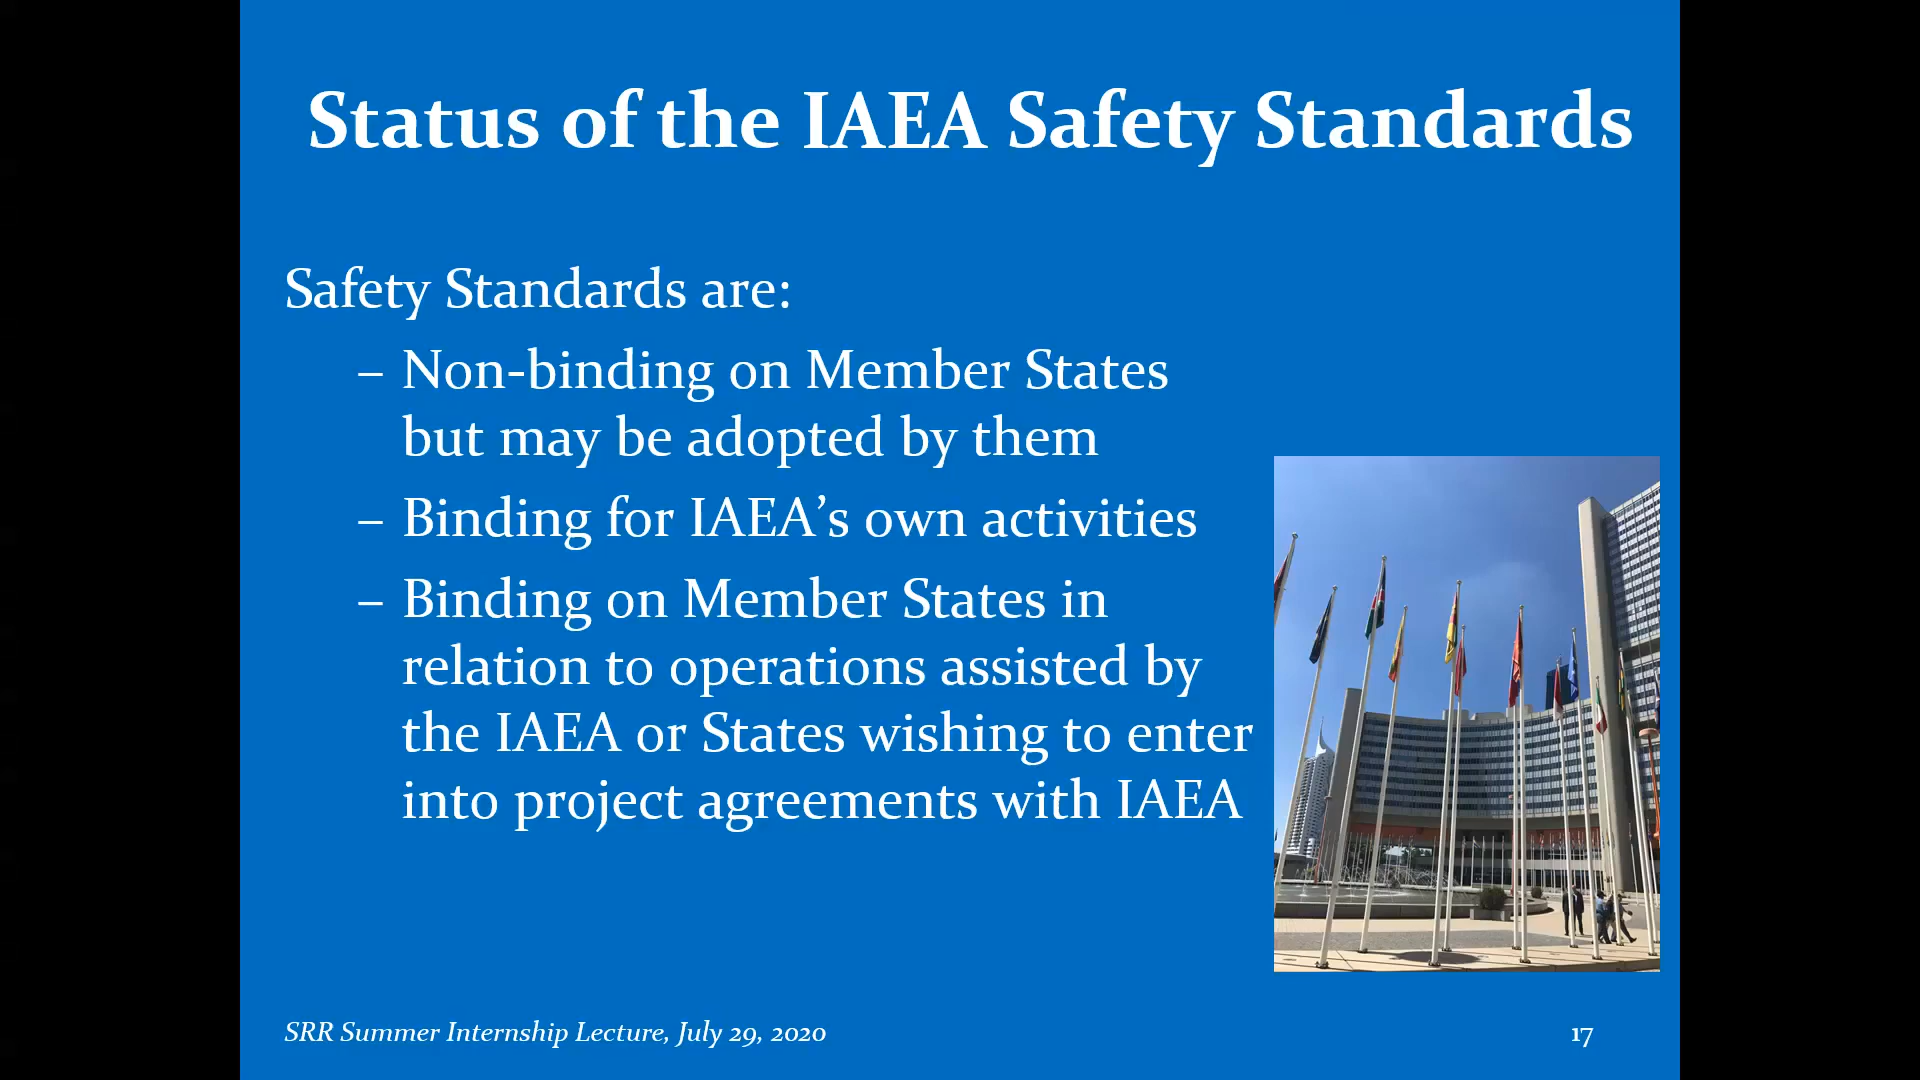 Status of the IAEA Safety Standards
Safety Standards are:
– Non-binding on Member States
but may be adopted by them
– Binding for IAEA’s own activities
– Binding on Member States in
relation to operations assisted by
the IAEA or States wishing to enter
into project agreements with IAEA
SRR Summer Internship Lecture, July 29, 2020
17